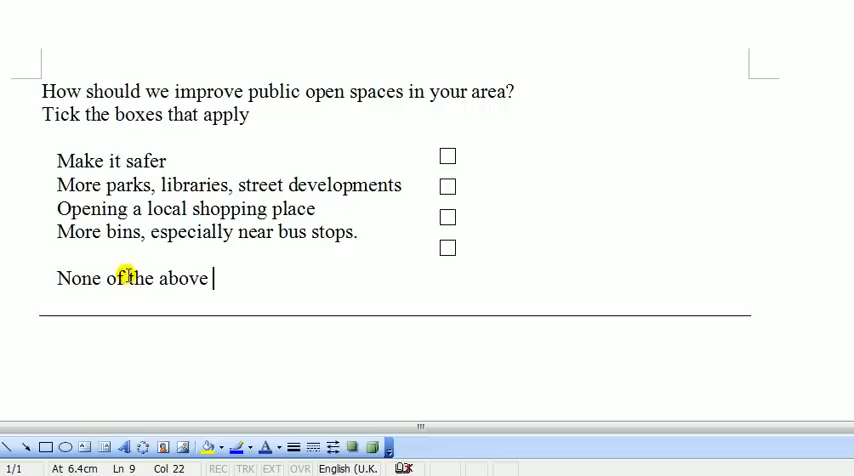 How should we improve public open spaces in your area?
Tick the boxes that apply
Make it safer
More parks, libraries, street developments
Opening a local shopping place
More bins, especially near bus stops.
None of the above
1/1 At 6.4cm Ln 9 Col 22 REC TRK EXT OVR English (U.K.